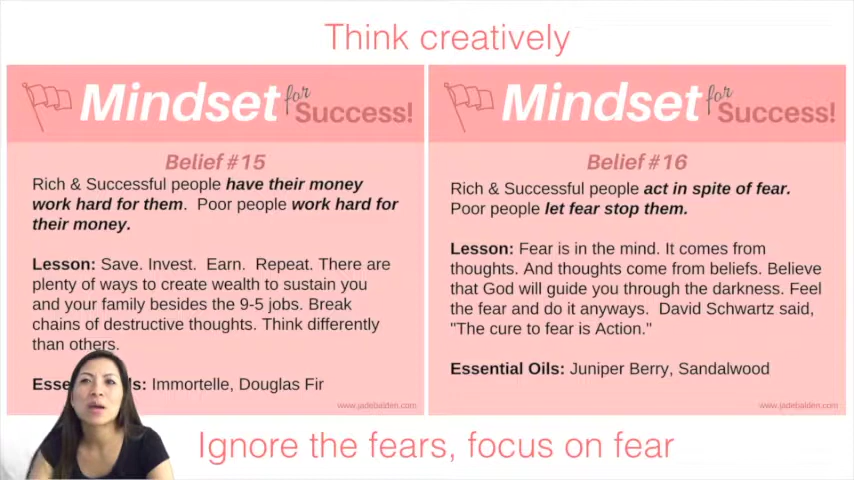 Think creatively
Mindset for Success!
Belief #15
Rich & Successful people have their money
work hard for them. Poor people work hard for
their money.
Lesson: Save. Invest. Earn. Repeat. There are
plenty of ways to create wealth to sustain you
and your family besides the 9-5 jobs. Break
chains of destructive thoughts. Think differently
than others.
Immortelle, Douglas Fir
www.jadebalden.com
Mindset for Success!
Belief #16
Rich & Successful people act in spite of fear.
Poor people let fear stop them.
Lesson: Fear is in the mind. It comes from
thoughts. And thoughts come from beliefs. Believe
that God will guide you through the darkness. Feel
the fear and do it anyways. David Schwartz said,
"The cure to fear is Action."
Essential Oils: Juniper Berry, Sandalwood
www.jadebalden.com
Ignore the fears, focus on fear